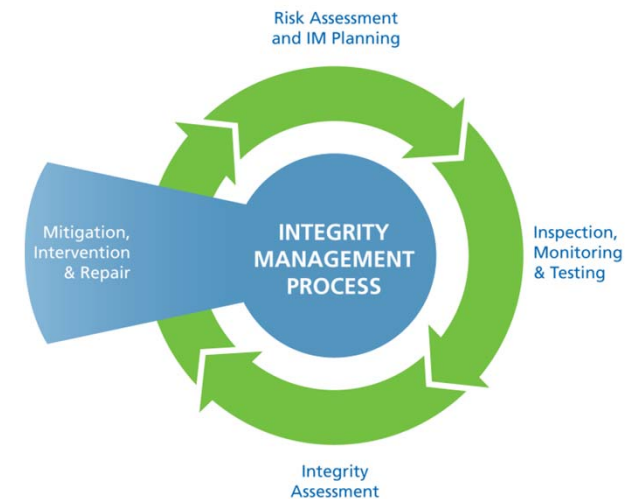 Risk Assessment
and IM Planning
Mitigation,
Intervention
& Repair
INTEGRITY
MANAGEMENT
PROCESS
Inspection,
Monitoring
& Testing
Integrity
Assessment